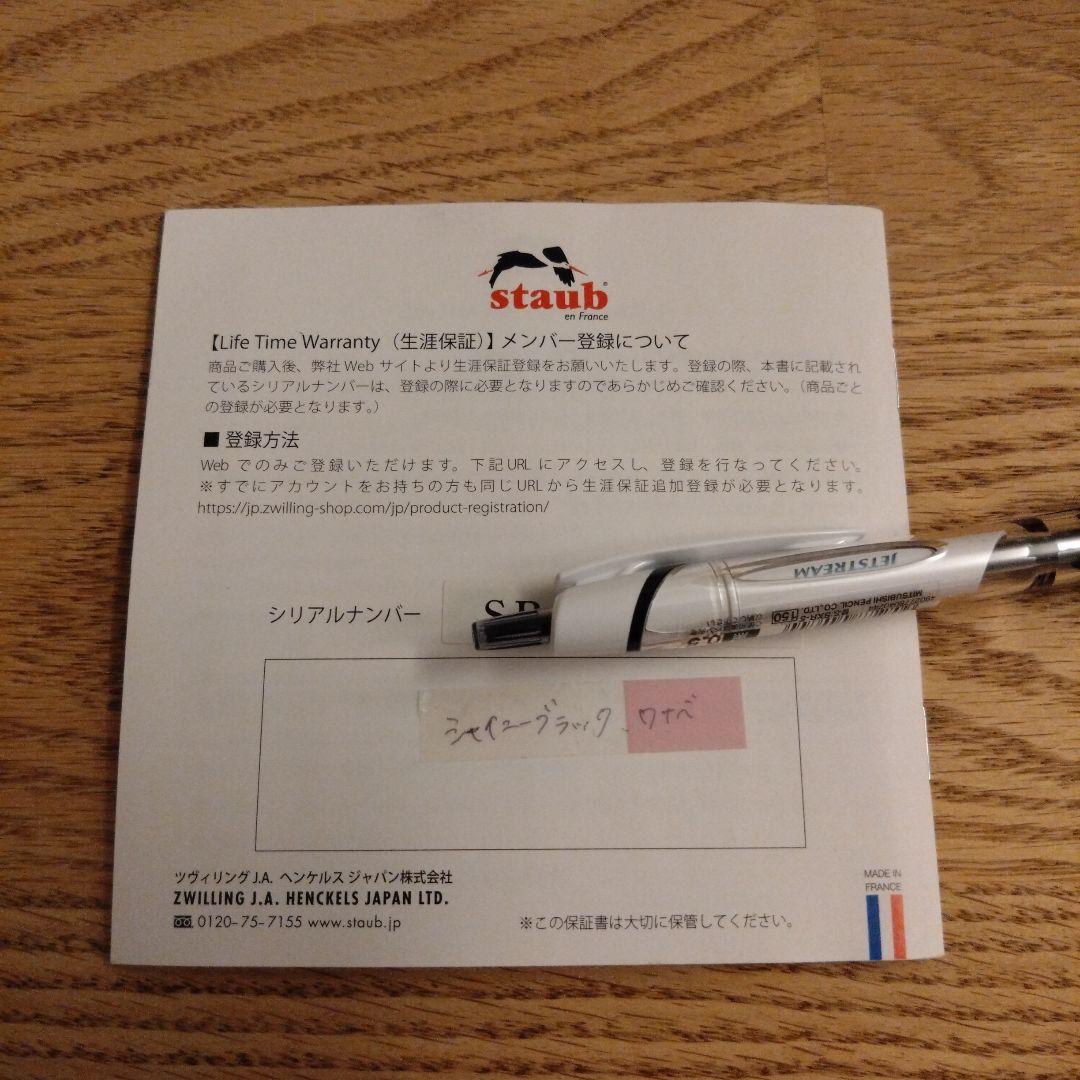 staub
en France
【Life Time Warranty（生涯保証）】メンバー登録について
商品ご購入後、弊社 Web サイトより生涯保証登録をお願いいたします。登録の際、本書に記載され
ているシリアルナンバーは、登録の際に必要となりますのであらかじめご確認ください。（商品ごと
の登録が必要となります。）
■ 登録方法
Web でのみご登録いただけます。下記 URL にアクセスし、登録を行なってください。
※すでにアカウントをお持ちの方も同じ URL から生涯保証追加登録が必要となります。
https://jp.zwilling-shop.com/jp/product-registration/
JETSTREAM
MITSUBISHI PENCIL CO.,LTD.
150
0.5
シリアルナンバー
シャイニーブラック、ワナベ
ツヴィリング J.A. ヘンケルス ジャパン株式会社
ZWILLING J.A. HENCKELS JAPAN LTD.
0120-75-7155 www.staub.jp
※この保証書は大切に保管してください。
MADE IN
FRANCE